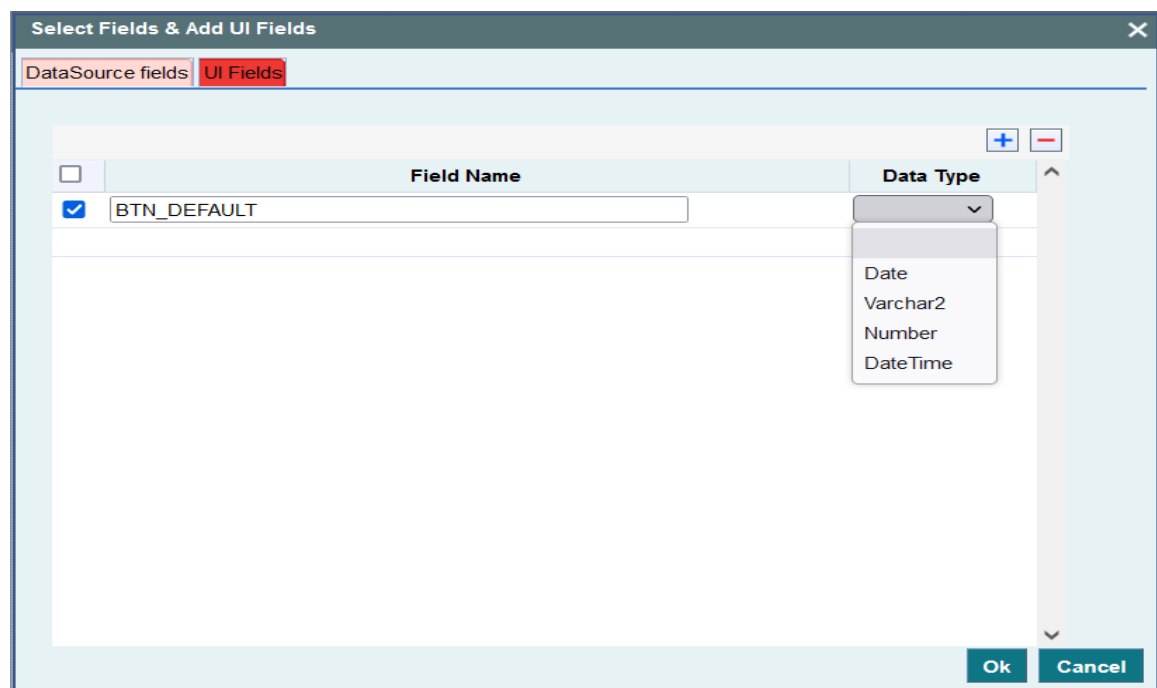 Select Fields & Add UI Fields
DataSource fields UI Fields
Field Name Data Type
BTN_DEFAULT
Date
Varchar2
Number
DateTime
Ok Cancel